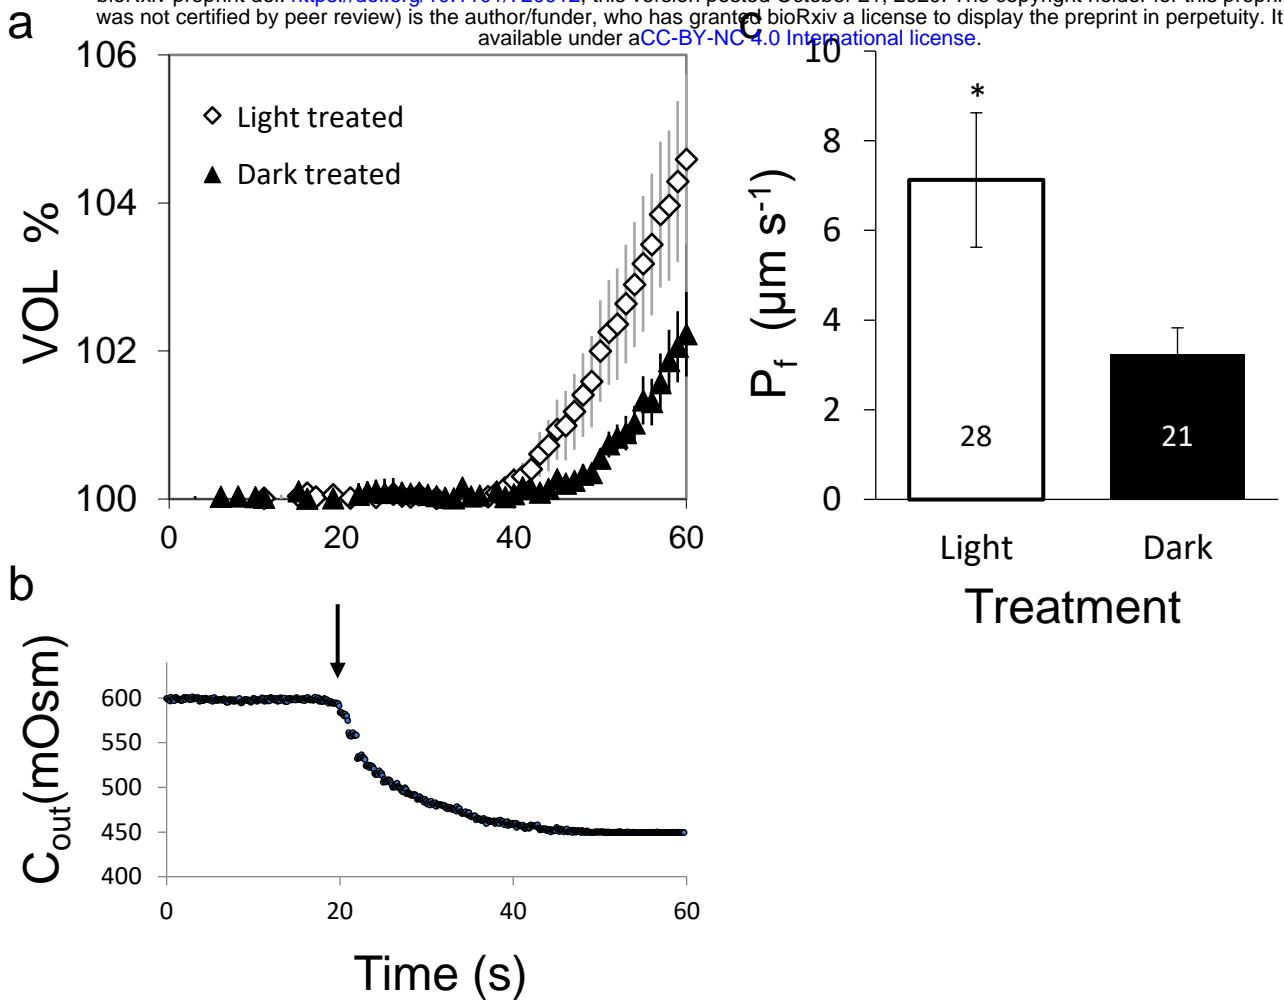 was not certified by peer review) is the author/funder, who has granted bioRxiv a license to display the preprint in perpetuity. It
available under aCC-BY-NC 4.0 International license.
a
106
104
102
100
VOL %
Light treated
Dark treated
0 20 40 60
b
600
550
500
450
400
Cout(mOsm)
0 20 40 60
Time (s)
c
10
8
6
4
2
0
Pf (µm s-1)
*
28
21
Light Dark
Treatment